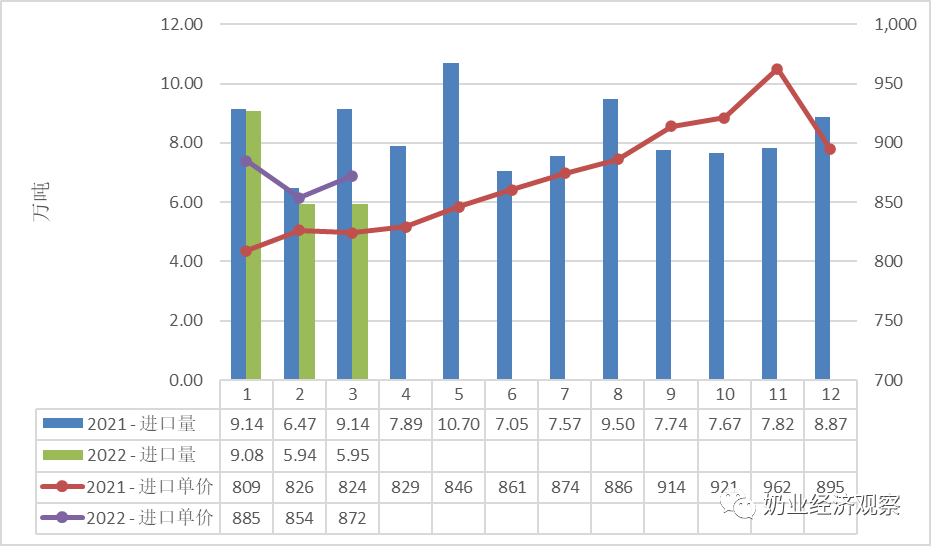 12.00 1,000
10.00 950
8.00 900
万吨
6.00 850
4.00 800
2.00 750
0.00 700
1 2 3 4 5 6 7 8 9 10 11 12
2021 - 进口量 9.14 6.47 9.14 7.89 10.70 7.05 7.57 9.50 7.74 7.67 7.82 8.87
2022 - 进口量 9.08 5.94 5.95
2021 - 进口单价 809 826 824 829 846 861 874 886 914 921 962 895
2022 - 进口单价 885 854 872
奶业经济观察